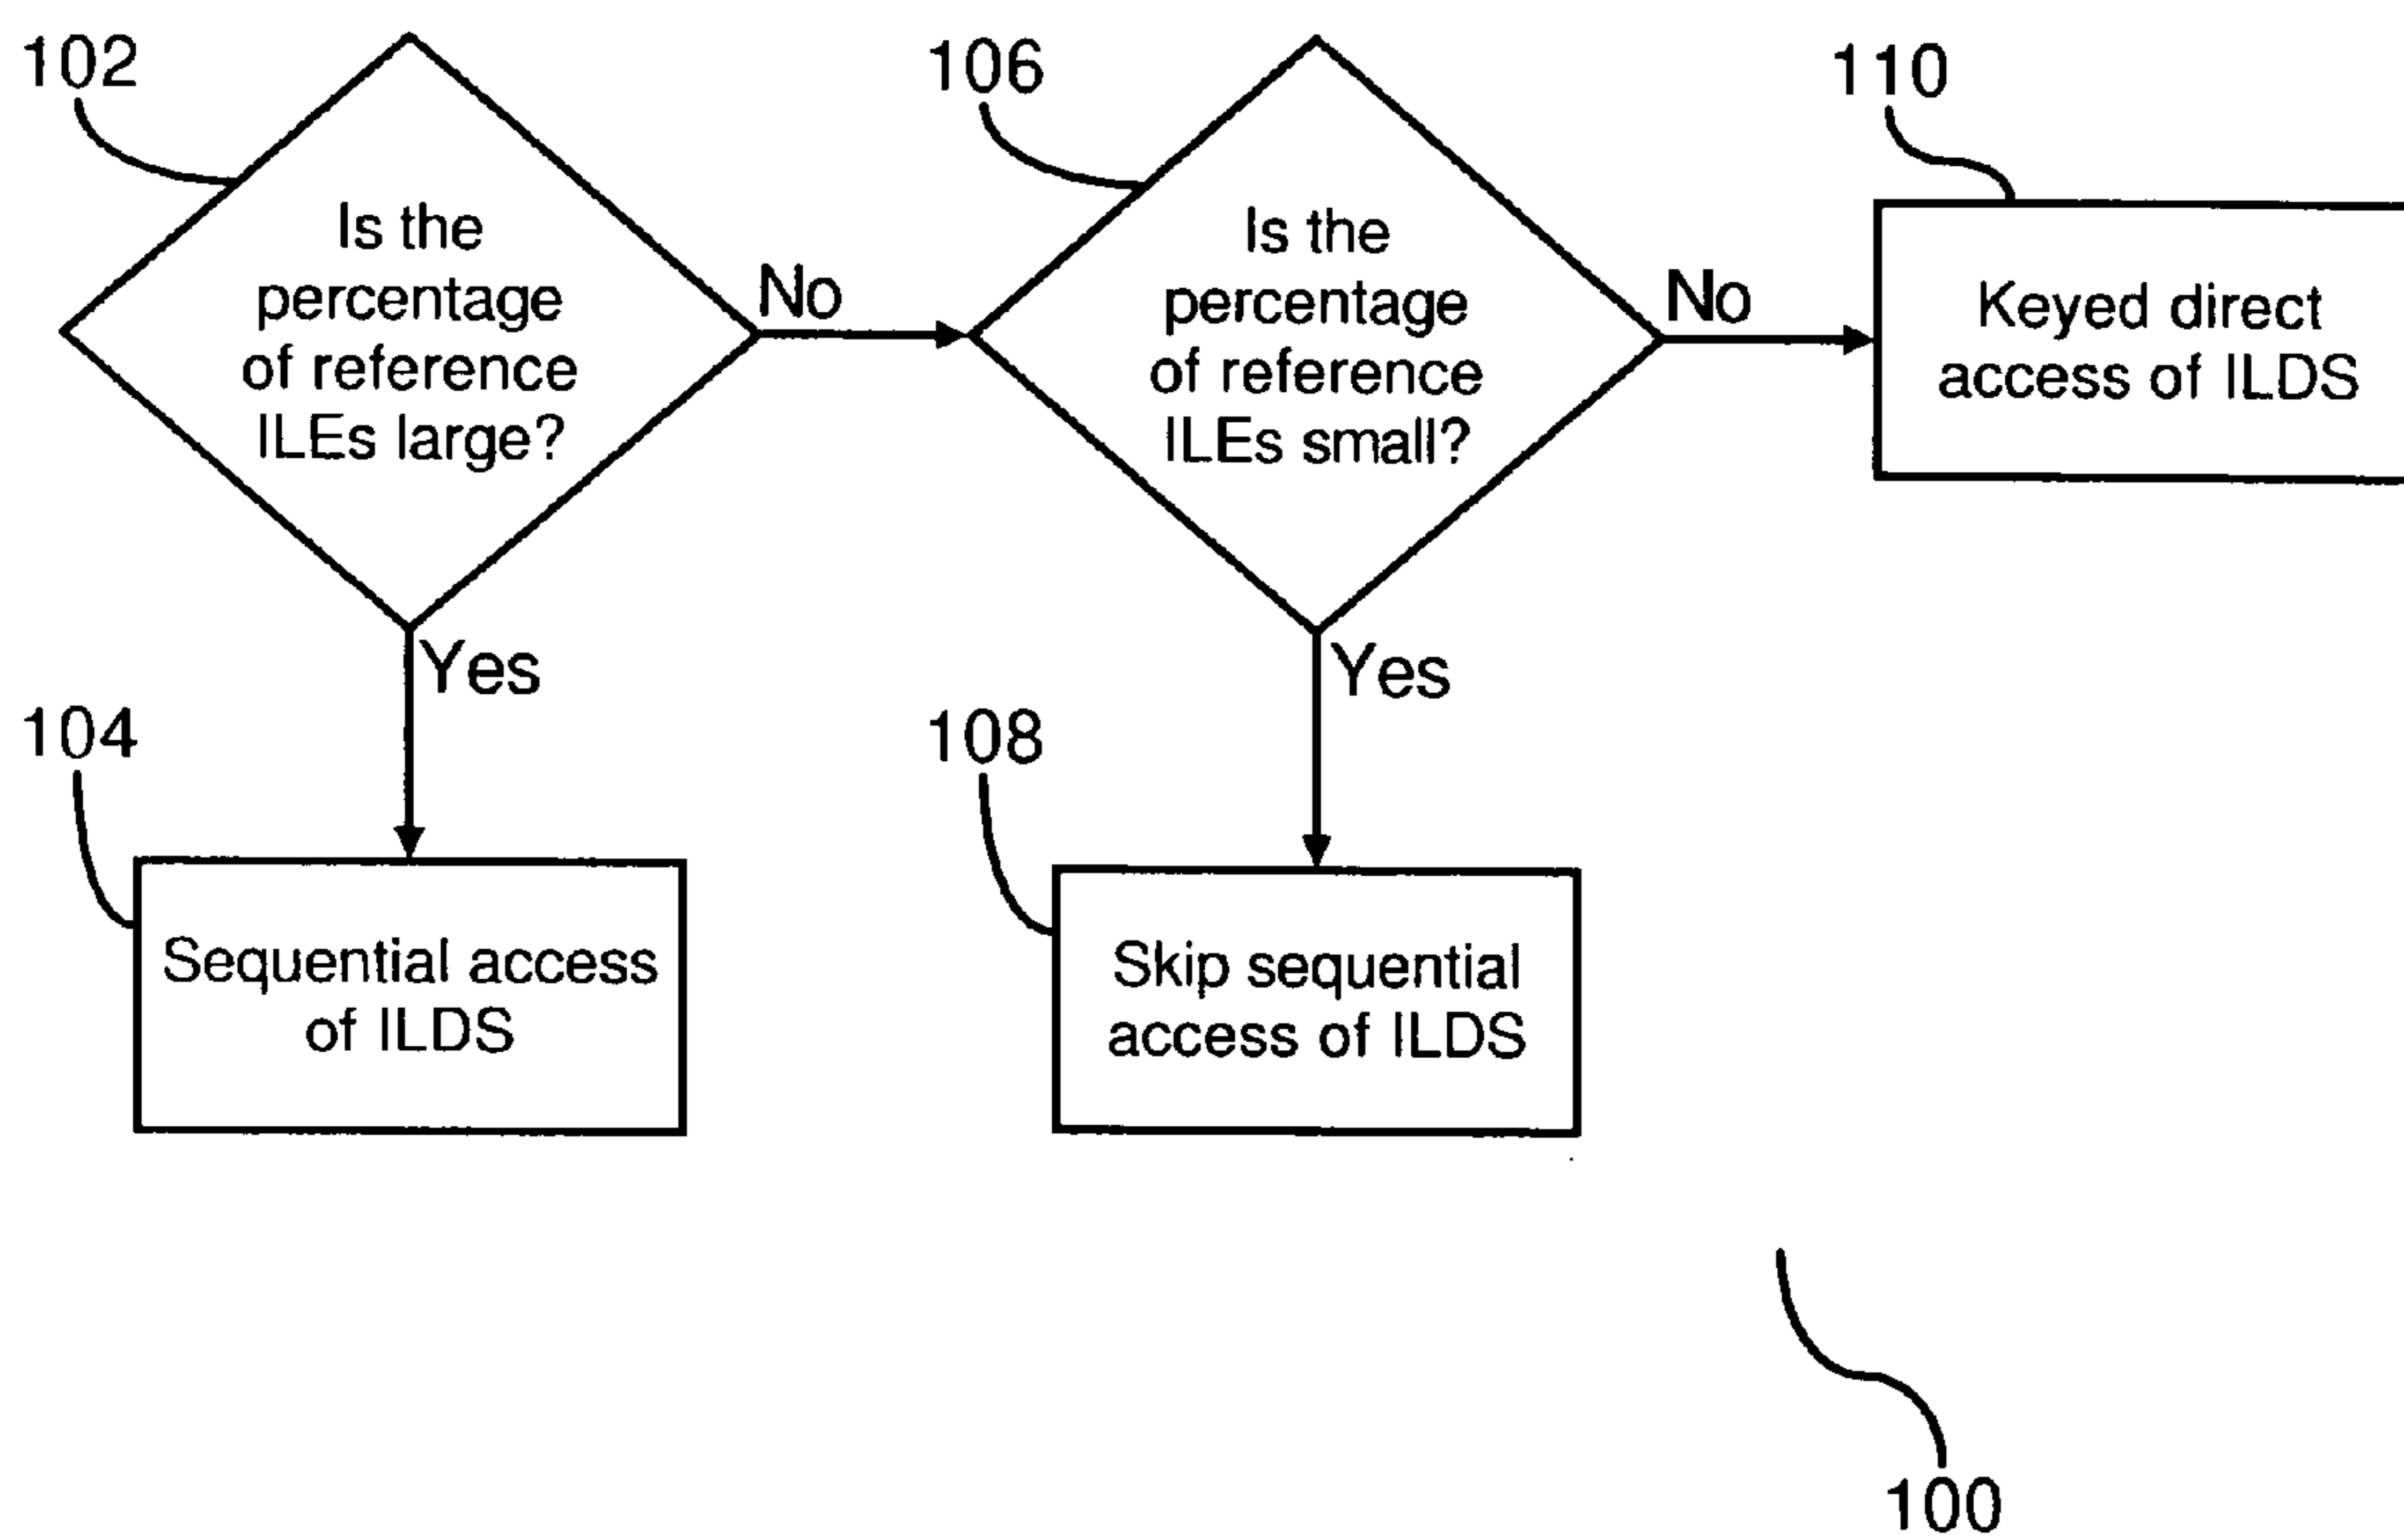 102
Is the
percentage
of reference
ILEs large?
No
106
Is the
percentage
of reference
ILEs small?
No
110
Keyed direct
access of ILDS
Yes
Yes
104
Sequential access
of ILDS
108
Skip sequential
access of ILDS
100